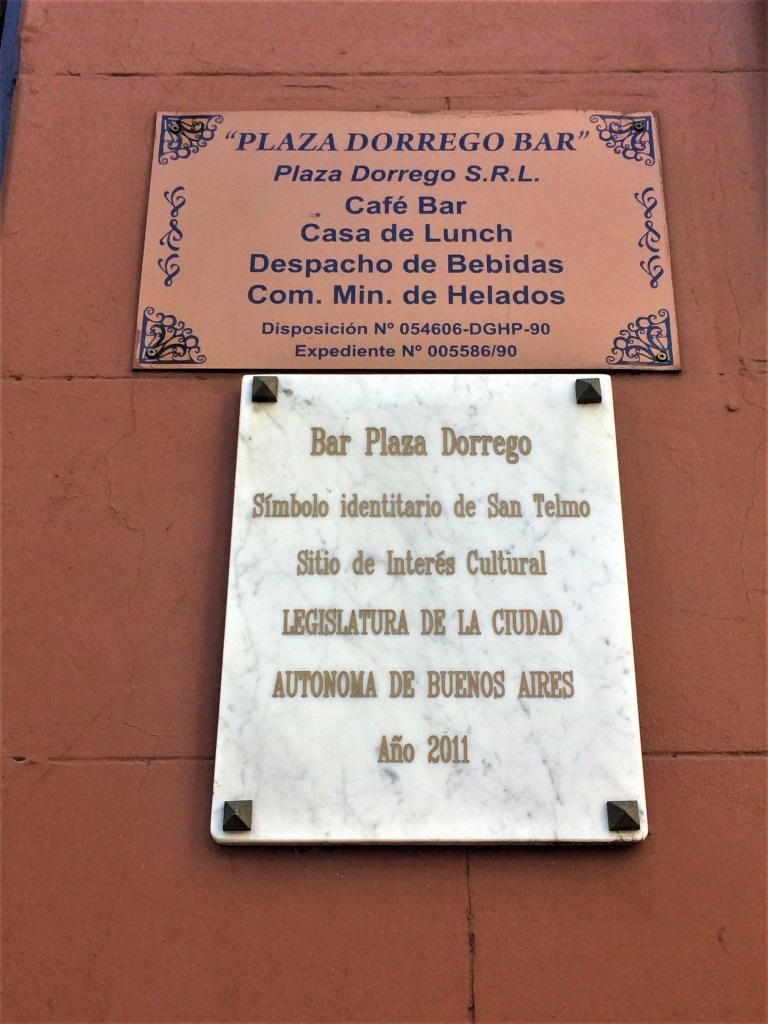 “PLAZA DORREGO BAR”
Plaza Dorrego S.R.L.
Café Bar
Casa de Lunch
Despacho de Bebidas
Com. Min. de Helados
Disposición Nº 054606-DGHP-90
Expediente Nº 005586/90
Bar Plaza Dorrego
Símbolo identitario de San Telmo
Sitio de Interés Cultural
LEGISLATURA DE LA CIUDAD
AUTONOMA DE BUENOS AIRES
Año 2011